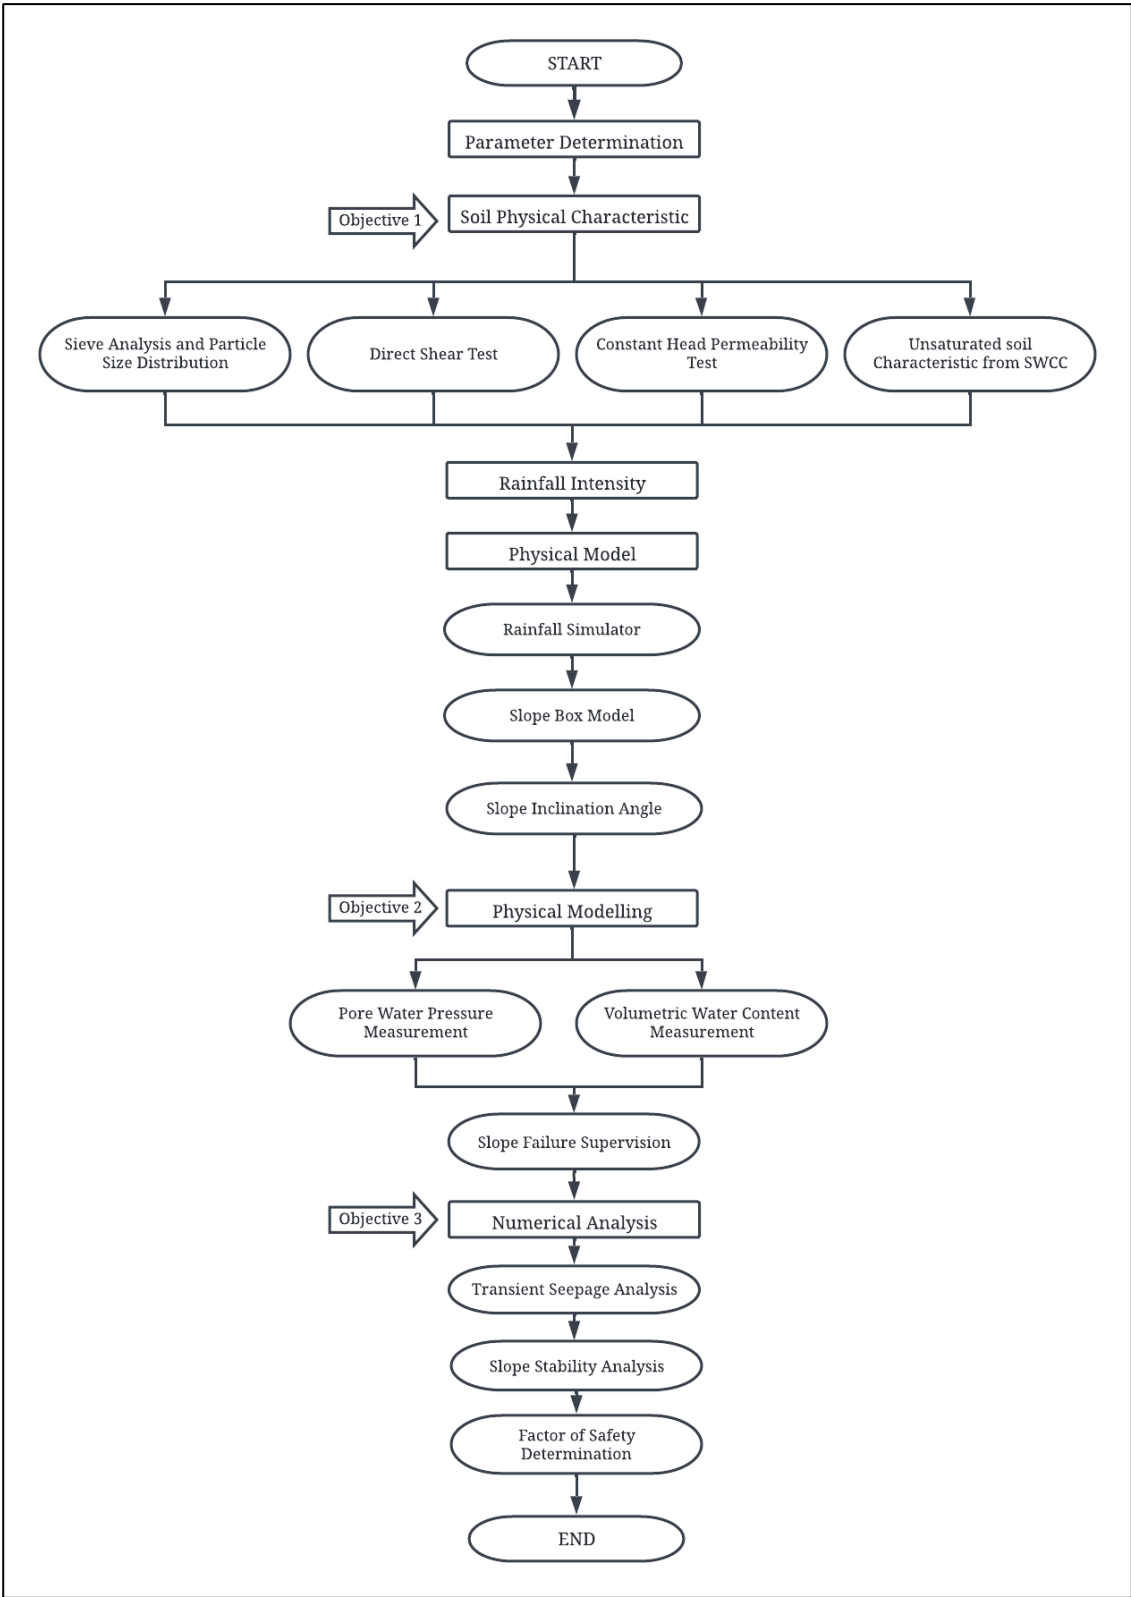 START
Parameter Determination
Objective 1
Soil Physical Characteristic
Sieve Analysis and Particle
Size Distribution
Direct Shear Test
Constant Head Permeability
Test
Unsaturated soil
Characteristic from SWCC
Rainfall Intensity
Physical Model
Rainfall Simulator
Slope Box Model
Slope Inclination Angle
Objective 2
Physical Modelling
Pore Water Pressure
Measurement
Volumetric Water Content
Measurement
Slope Failure Supervision
Objective 3
Numerical Analysis
Transient Seepage Analysis
Slope Stability Analysis
Factor of Safety
Determination
END